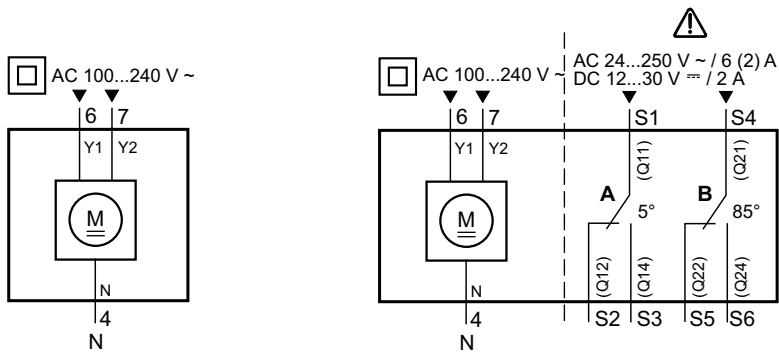 AC 100...240 V ~
6 7
Y1 Y2
M
N
4
N
AC 100...240 V ~
AC 24...250 V ~ / 6 (2) A
DC 12...30 V ⎓ / 2 A
6 7 S1 S4
Y1 Y2 (Q11) (Q21)
A B
M 5° 85°
N (Q12) (Q14) (Q22) (Q24)
4 S2 S3 S5 S6
N